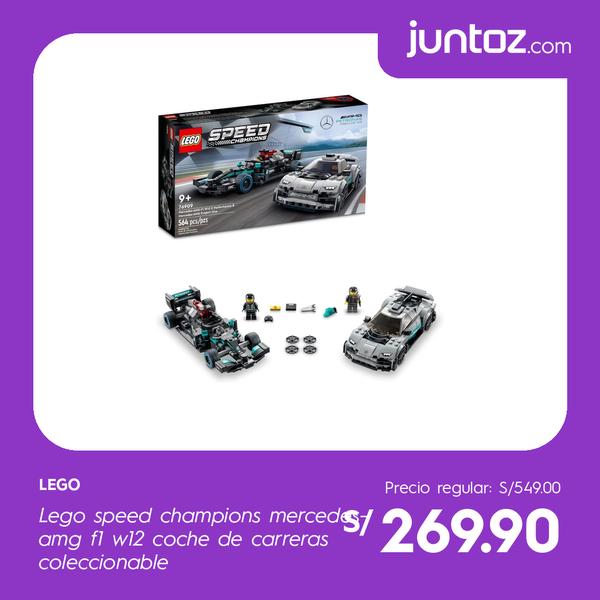 juntoz.com
LEGO
SPEED
CHAMPIONS
9+
76909
564 pcs/pzs
LEGO
Precio regular: S/549.00
Lego speed champions mercedes-
amg f1 w12 coche de carreras
coleccionable
S/ 269.90